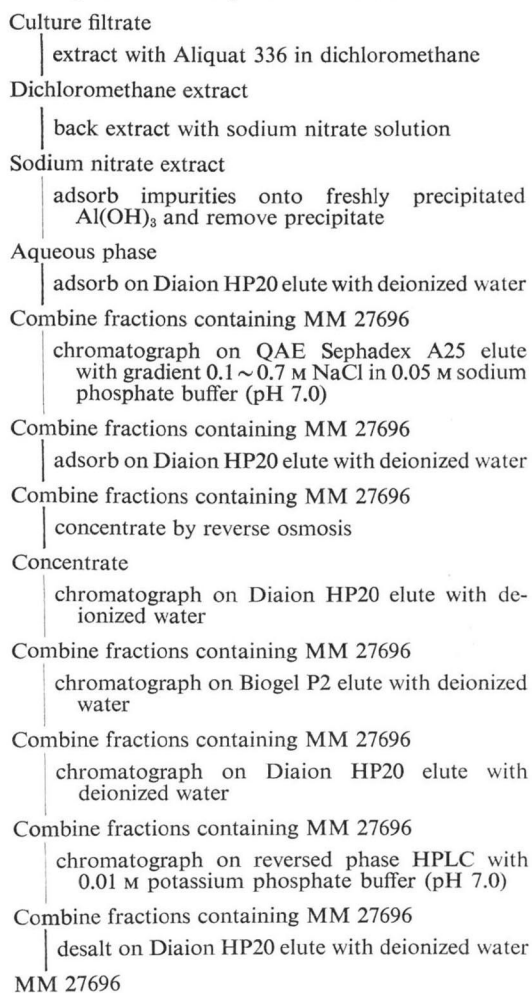 Culture filtrate
extract with Aliquat 336 in dichloromethane
Dichloromethane extract
back extract with sodium nitrate solution
Sodium nitrate extract
adsorb impurities onto freshly precipitated
Al(OH)₃ and remove precipitate
Aqueous phase
adsorb on Diaion HP20 elute with deionized water
Combine fractions containing MM 27696
chromatograph on QAE Sephadex A25 elute
with gradient 0.1~0.7 M NaCl in 0.05 M sodium
phosphate buffer (pH 7.0)
Combine fractions containing MM 27696
adsorb on Diaion HP20 elute with deionized water
Combine fractions containing MM 27696
concentrate by reverse osmosis
Concentrate
chromatograph on Diaion HP20 elute with de-
ionized water
Combine fractions containing MM 27696
chromatograph on Biogel P2 elute with deionized
water
Combine fractions containing MM 27696
chromatograph on Diaion HP20 elute with
deionized water
Combine fractions containing MM 27696
chromatograph on reversed phase HPLC with
0.01 M potassium phosphate buffer (pH 7.0)
Combine fractions containing MM 27696
desalt on Diaion HP20 elute with deionized water
MM 27696